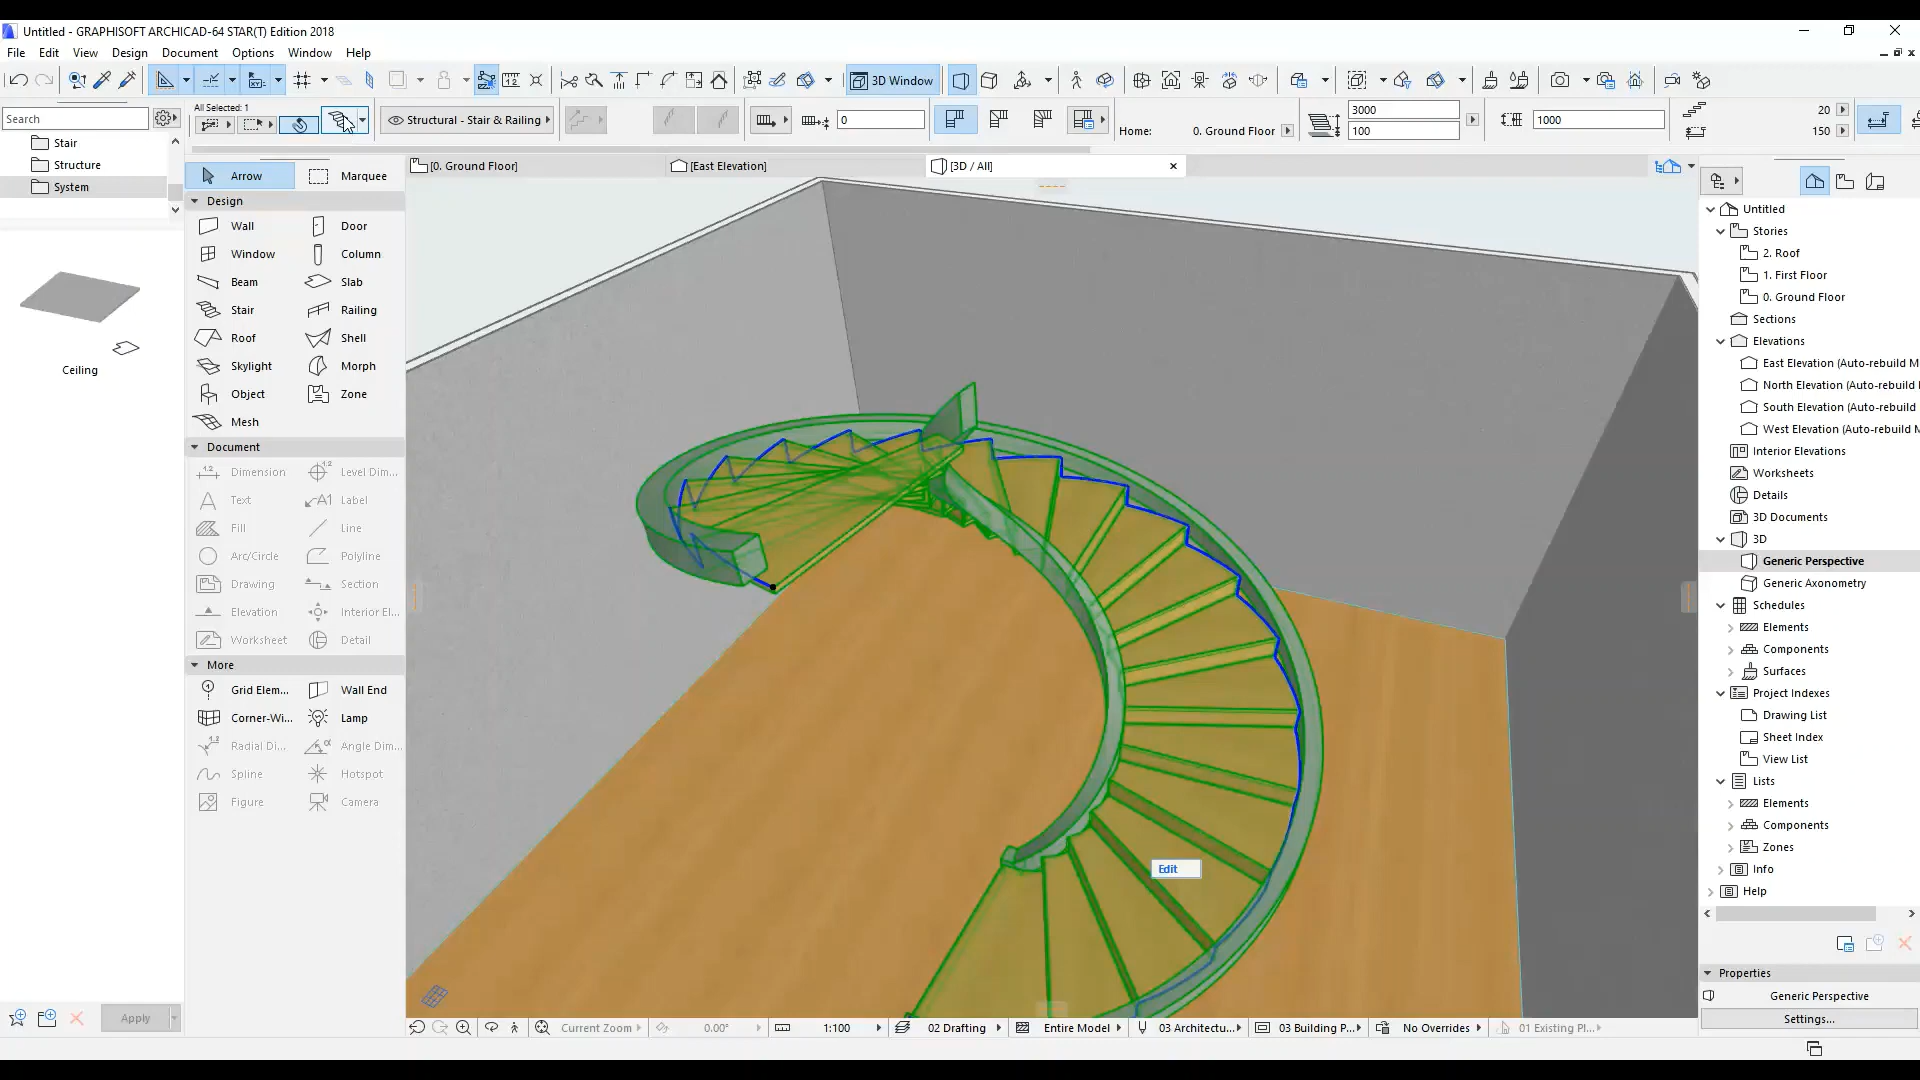 Untitled - GRAPHISOFT ARCHICAD-64 STAR(T) Edition 2018
File Edit View Design Document Options Window Help
3D Window
All Selected: 1
Search
Structural - Stair & Railing
0
Home: 0. Ground Floor
3000
100
1000
20
150
Stair
Structure
System
Ceiling
Apply
Arrow Marquee
Design
Wall Door
Window Column
Beam Slab
Stair Railing
Roof Shell
Skylight Morph
Object Zone
Mesh
Document
Dimension Level Dim...
Text Label
Fill Line
Arc/Circle Polyline
Drawing Section
Elevation Interior El...
Worksheet Detail
More
Grid Elem... Wall End
Corner-Wi... Lamp
Radial Di... Angle Dim...
Spline Hotspot
Figure Camera
[0. Ground Floor] [East Elevation] [3D / All]
Edit
Current Zoom 0.00° 1:100 02 Drafting Entire Model 03 Architectu... 03 Building P... No Overrides 01 Existing Pl...
Untitled
Stories
2. Roof
1. First Floor
0. Ground Floor
Sections
Elevations
East Elevation (Auto-rebuild M
North Elevation (Auto-rebuild
South Elevation (Auto-rebuild
West Elevation (Auto-rebuild M
Interior Elevations
Worksheets
Details
3D Documents
3D
Generic Perspective
Generic Axonometry
Schedules
Elements
Components
Surfaces
Project Indexes
Drawing List
Sheet Index
View List
Lists
Elements
Components
Zones
Info
Help
Properties
Generic Perspective
Settings...